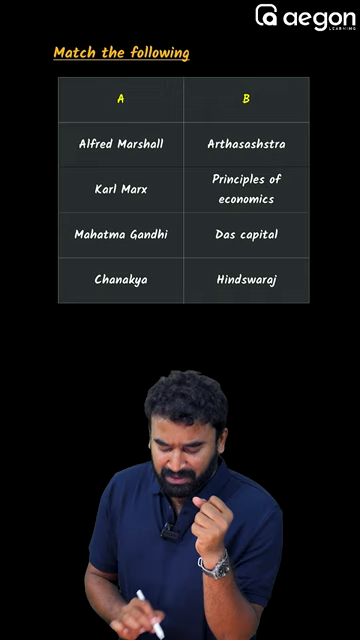 aegon
LEARNING
Match the following
A B
Alfred Marshall Arthasashstra
Karl Marx Principles of
economics
Mahatma Gandhi Das capital
Chanakya Hindswaraj